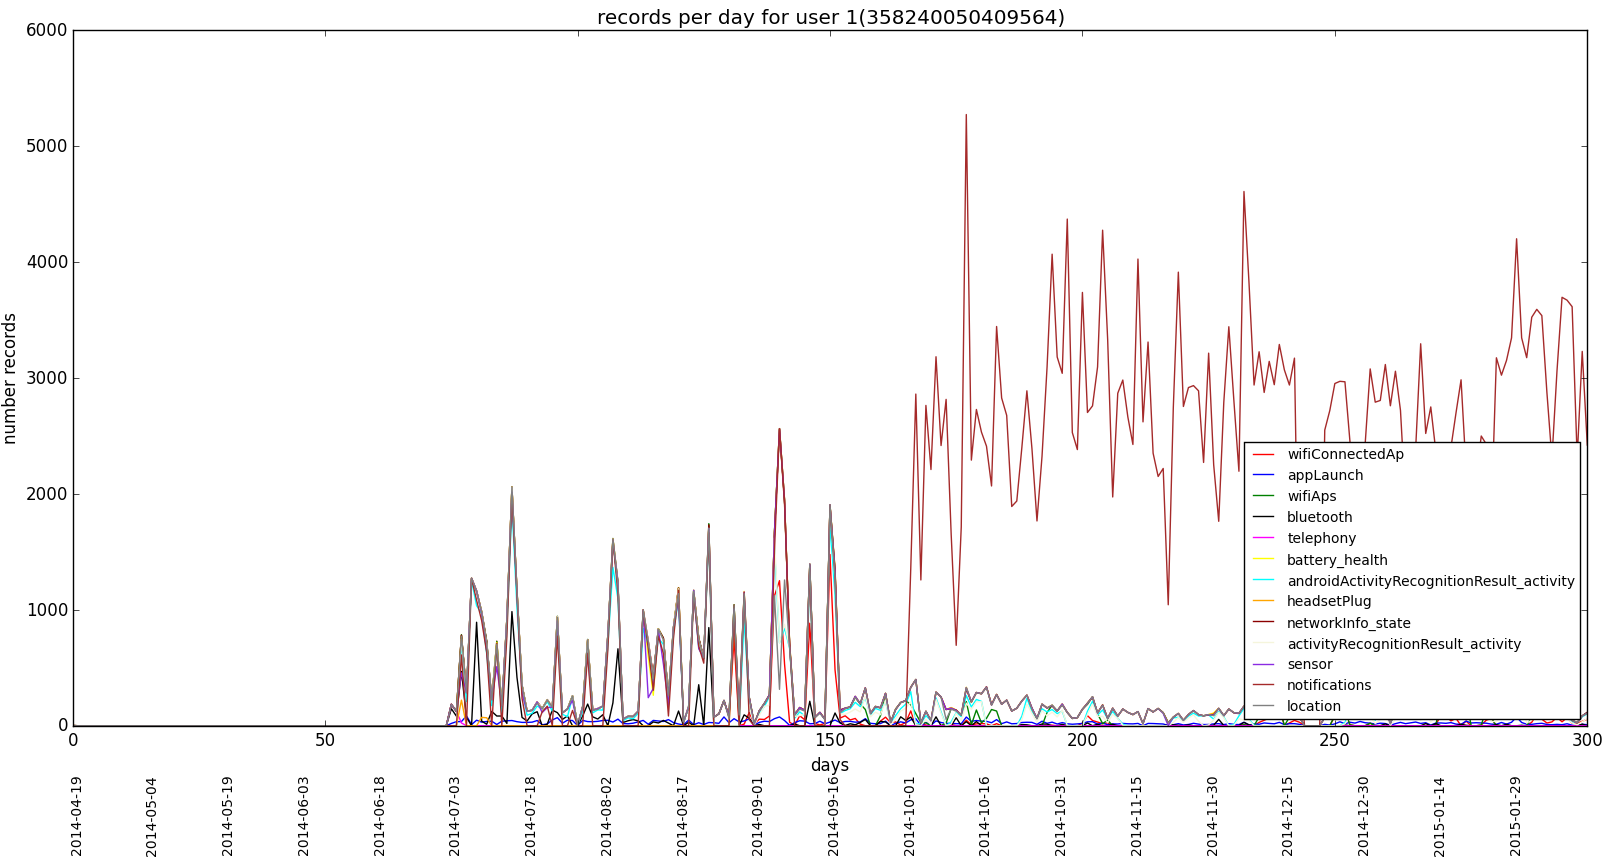 records per day for user 1(358240050409564)
6000
5000
4000
3000
2000
1000
0
number records
wifiConnectedAp
appLaunch
wifiAps
bluetooth
telephony
battery_health
androidActivityRecognitionResult_activity
headsetPlug
networkInfo_state
activityRecognitionResult_activity
sensor
notifications
location
0 50 100 150 200 250 300
days
2014-04-19
2014-05-04
2014-05-19
2014-06-03
2014-06-18
2014-07-03
2014-07-18
2014-08-02
2014-08-17
2014-09-01
2014-09-16
2014-10-01
2014-10-16
2014-10-31
2014-11-15
2014-11-30
2014-12-15
2014-12-30
2015-01-14
2015-01-29